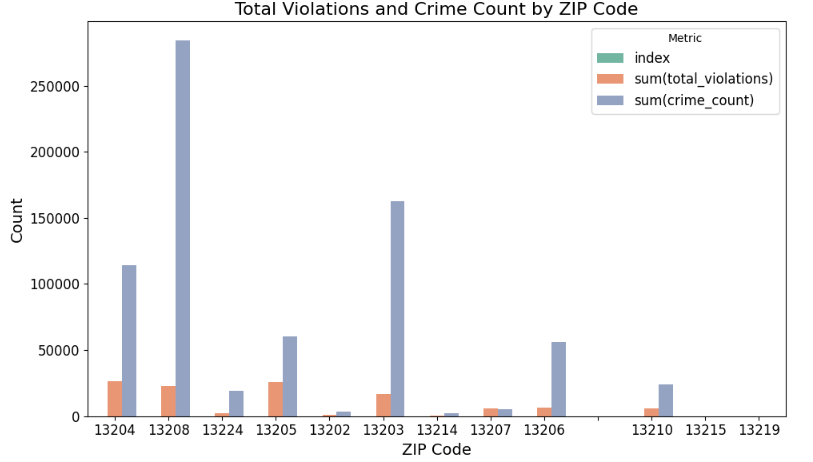 Total Violations and Crime Count by ZIP Code
Metric
index
sum(total_violations)
sum(crime_count)
Count
250000
200000
150000
100000
50000
0
13204 13208 13224 13205 13202 13203 13214 13207 13206 13210 13215 13219
ZIP Code